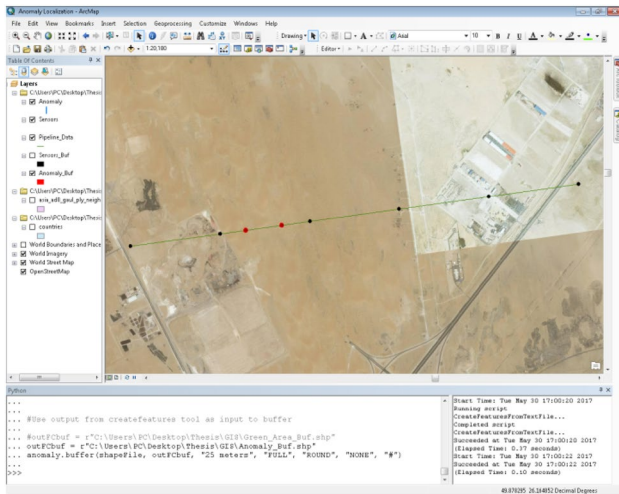 Anomaly Localization - ArcMap
File Edit View Bookmarks Insert Selection Geoprocessing Customize Windows Help
Drawing Arial 10 B I U A
1:20,180 Editor
Table Of Contents
Layers
C:\Users\PC\Desktop\Thesis
Anomaly
Sensors
Pipeline_Data
Sensors_Buf
Anomaly_Buf
C:\Users\PC\Desktop\Thesis
C:\Users\PC\Desktop\Thesis
countries
World Boundaries and Place
World Imagery
World Street Map
OpenStreetMap
Python
...
...
... #Use output from createfeatures tool as input to buffer
...
... #outFCbuf = r"C:\Users\PC\Desktop\Thesis\GIS\Green_Area_Buf.shp"
... outFCbuf = r"C:\Users\PC\Desktop\Thesis\GIS\Anomaly_Buf.shp"
... anomaly.buffer(shapeFile, outFCbuf, "25 meters", "FULL", "ROUND", "NONE", "#")
...
>>>
Start Time: Tue May 30 17:00:20 2017
Running script
CreateFeaturesFromTextFile...
Completed script
CreateFeaturesFromTextFile...
Succeeded at Tue May 30 17:00:20 2017
(Elapsed Time: 0.37 seconds)
Start Time: Tue May 30 17:00:22 2017
Succeeded at Tue May 30 17:00:22 2017
(Elapsed Time: 0.10 seconds)
Decimal Degrees